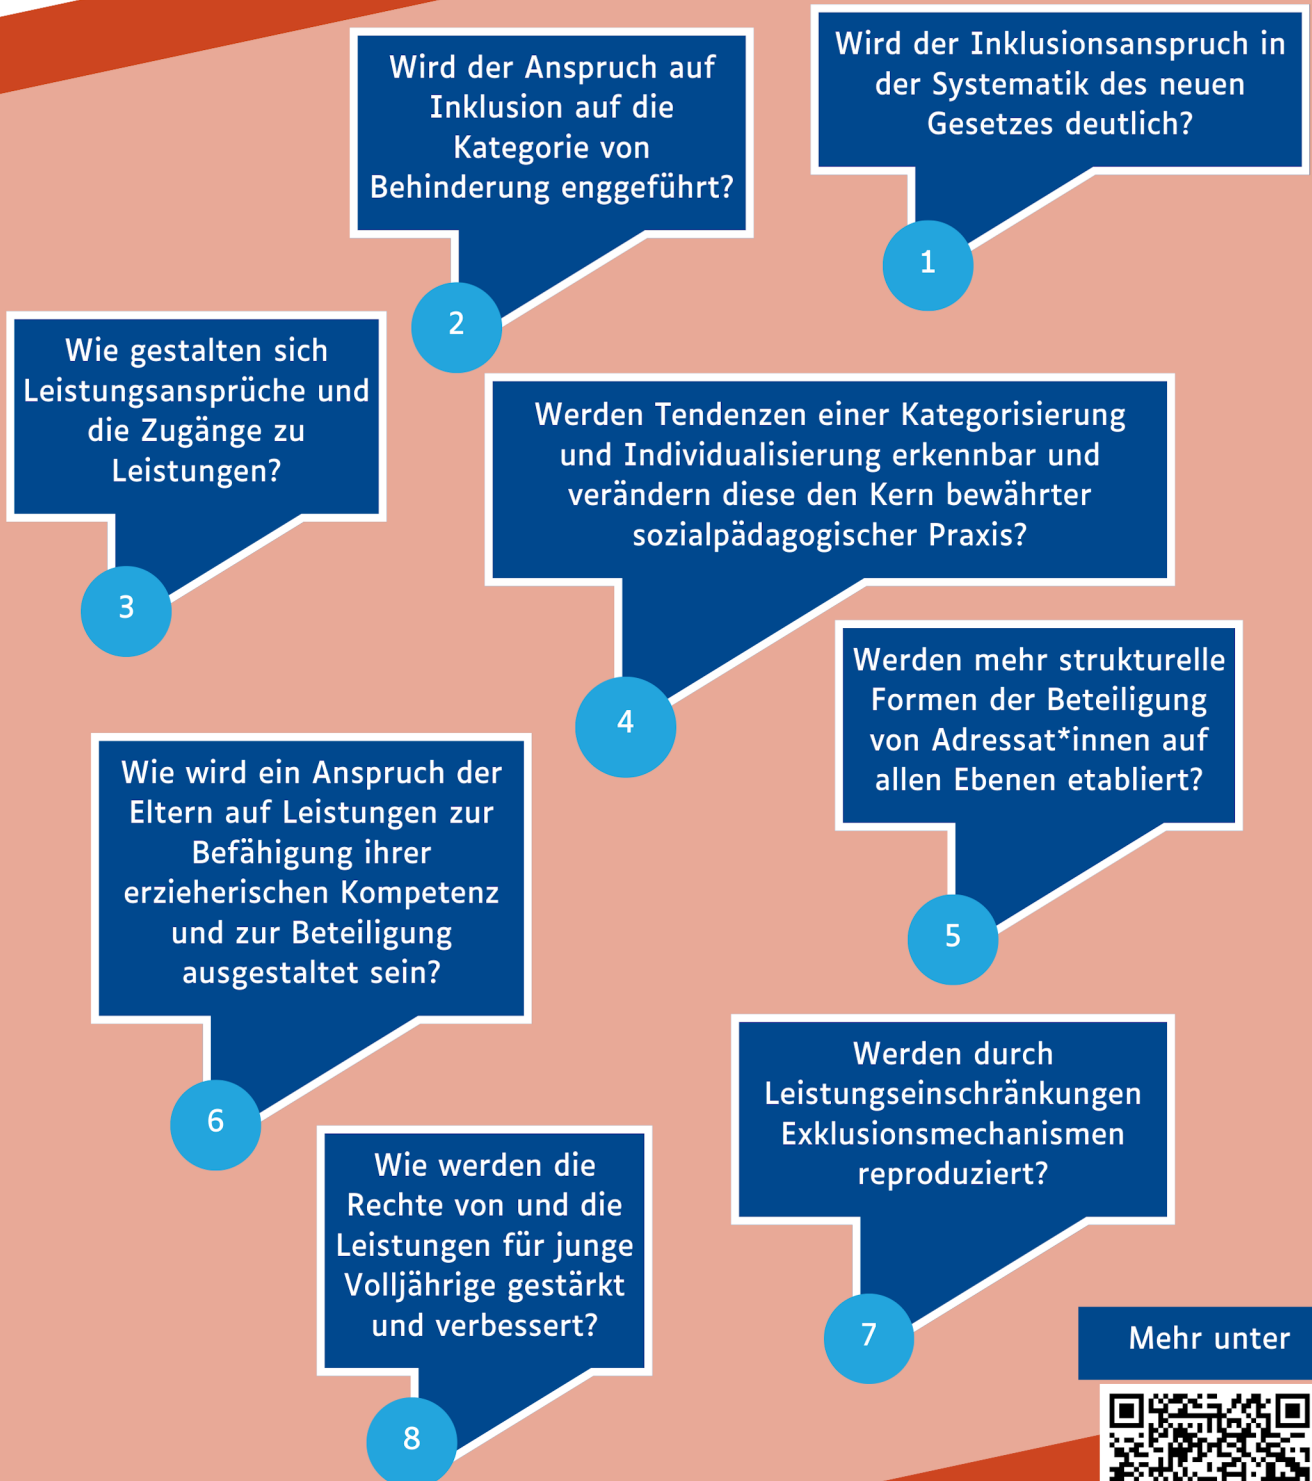 Wird der Inklusionsanspruch in
der Systematik des neuen
Gesetzes deutlich?
1
Wird der Anspruch auf
Inklusion auf die
Kategorie von
Behinderung enggeführt?
2
Wie gestalten sich
Leistungsansprüche und
die Zugänge zu
Leistungen?
3
Werden Tendenzen einer Kategorisierung
und Individualisierung erkennbar und
verändern diese den Kern bewährter
sozialpädagogischer Praxis?
4
Werden mehr strukturelle
Formen der Beteiligung
von Adressat*innen auf
allen Ebenen etabliert?
5
Wie wird ein Anspruch der
Eltern auf Leistungen zur
Befähigung ihrer
erzieherischen Kompetenz
und zur Beteiligung
ausgestaltet sein?
6
Werden durch
Leistungseinschränkungen
Exklusionsmechanismen
reproduziert?
7
Wie werden die
Rechte von und die
Leistungen für junge
Volljährige gestärkt
und verbessert?
8
Mehr unter